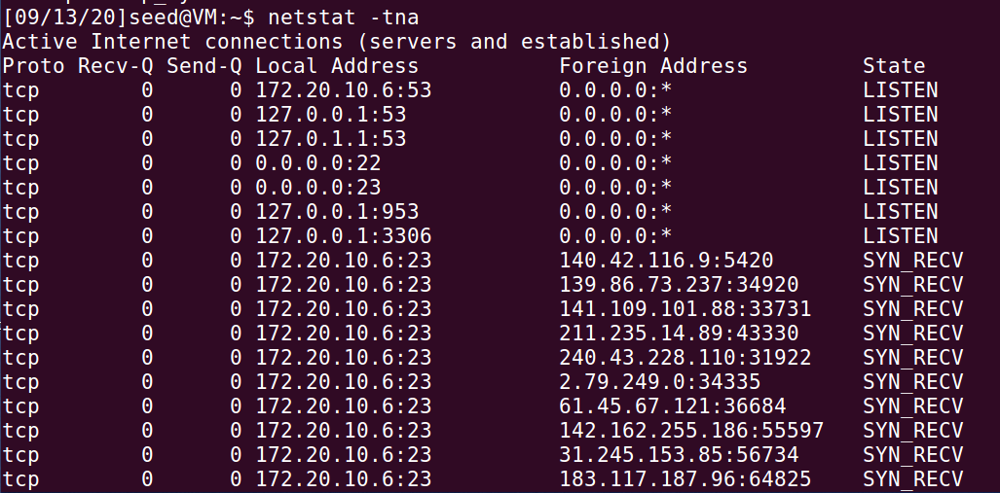 [09/13/20]seed@VM:~$ netstat -tna
Active Internet connections (servers and established)
Proto Recv-Q Send-Q Local Address           Foreign Address         State
tcp        0      0 172.20.10.6:53          0.0.0.0:*               LISTEN
tcp        0      0 127.0.0.1:53            0.0.0.0:*               LISTEN
tcp        0      0 127.0.1.1:53            0.0.0.0:*               LISTEN
tcp        0      0 0.0.0.0:22              0.0.0.0:*               LISTEN
tcp        0      0 0.0.0.0:23              0.0.0.0:*               LISTEN
tcp        0      0 127.0.0.1:953           0.0.0.0:*               LISTEN
tcp        0      0 127.0.0.1:3306          0.0.0.0:*               LISTEN
tcp        0      0 172.20.10.6:23          140.42.116.9:5420       SYN_RECV
tcp        0      0 172.20.10.6:23          139.86.73.237:34920     SYN_RECV
tcp        0      0 172.20.10.6:23          141.109.101.88:33731    SYN_RECV
tcp        0      0 172.20.10.6:23          211.235.14.89:43330     SYN_RECV
tcp        0      0 172.20.10.6:23          240.43.228.110:31922    SYN_RECV
tcp        0      0 172.20.10.6:23          2.79.249.0:34335        SYN_RECV
tcp        0      0 172.20.10.6:23          61.45.67.121:36684      SYN_RECV
tcp        0      0 172.20.10.6:23          142.162.255.186:55597   SYN_RECV
tcp        0      0 172.20.10.6:23          31.245.153.85:56734     SYN_RECV
tcp        0      0 172.20.10.6:23          183.117.187.96:64825    SYN_RECV